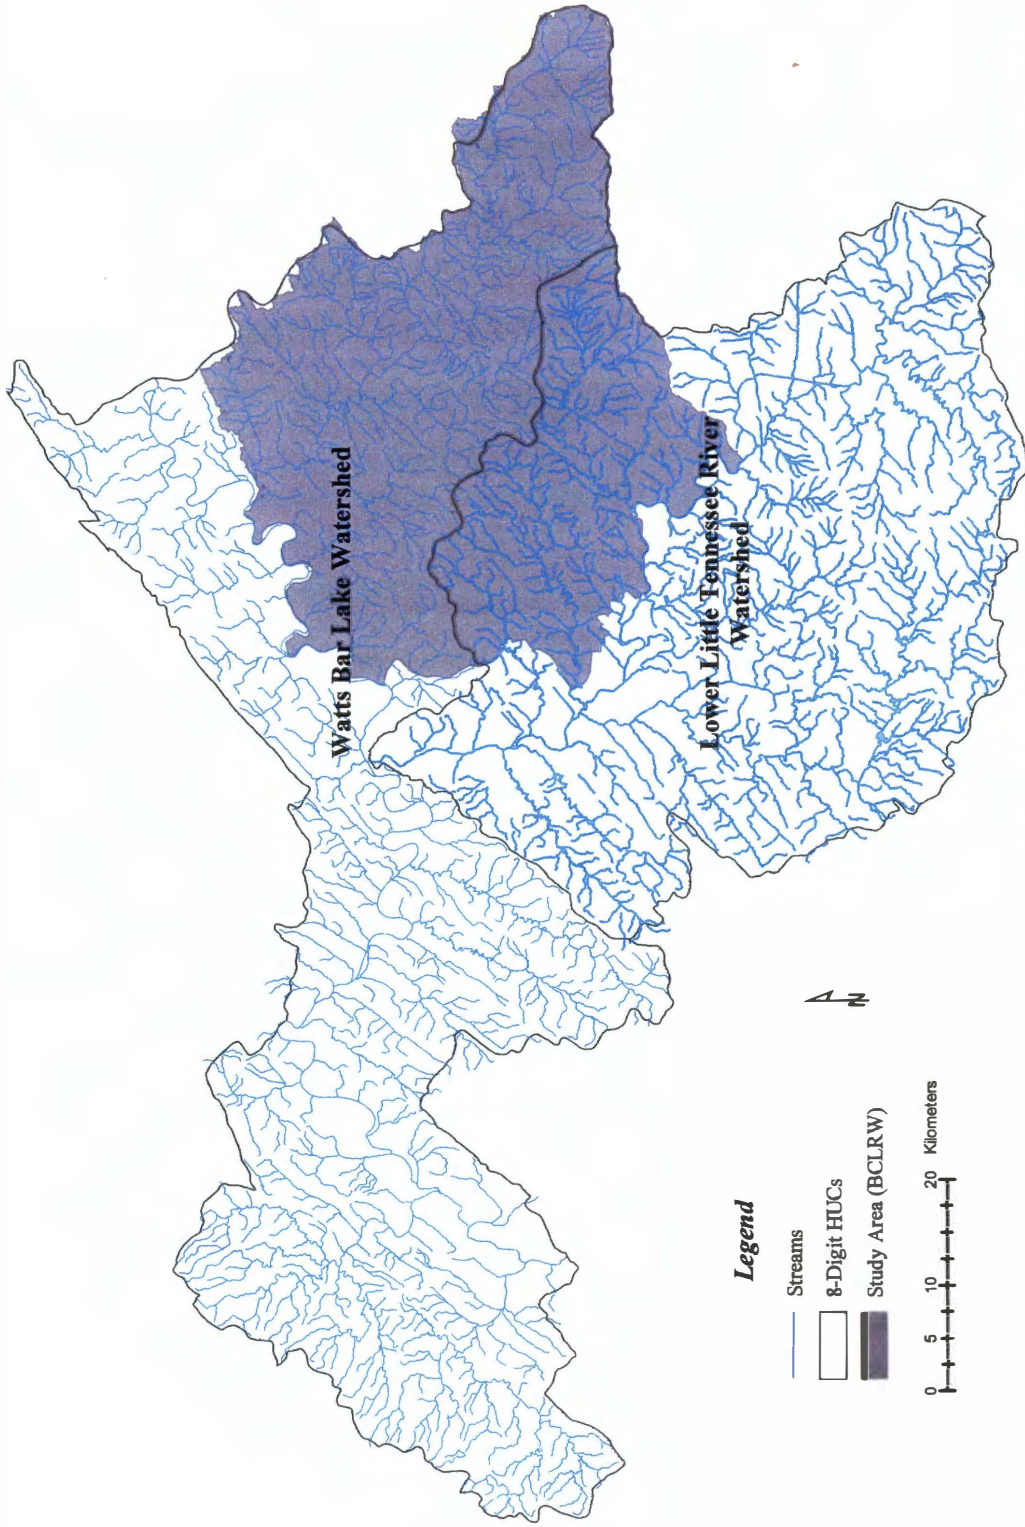 Watts Bar Lake Watershed
Lower Little Tennessee River
Watershed
N
Legend
Streams
8-Digit HUCs
Study Area (BCLRW)
0 5 10 20 Kilometers